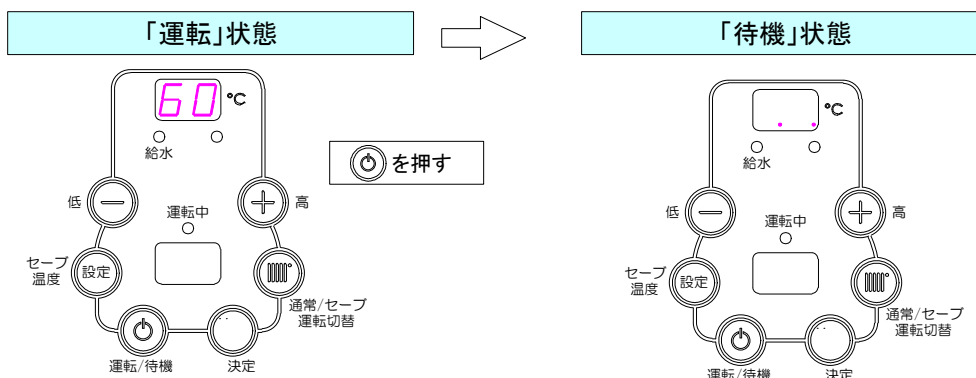 「運転」状態
「待機」状態
60 ℃
給水
を押す
低
高
運転中
セーブ
温度
設定
通常/セーブ
運転切替
運転/待機
決定
. . ℃
給水
低
高
運転中
セーブ
温度
設定
通常/セーブ
運転切替
運転/待機
決定